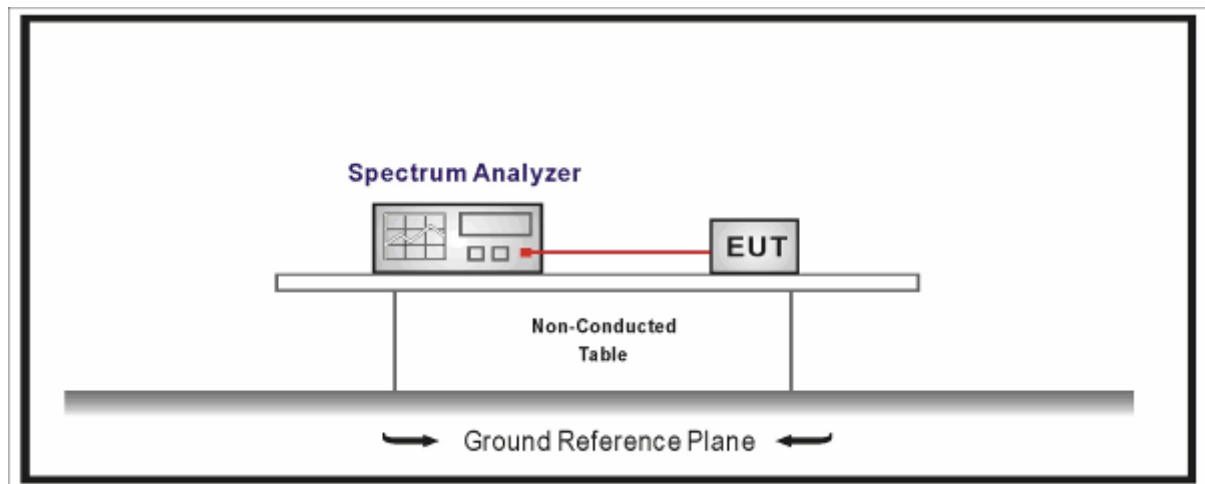 Spectrum Analyzer
EUT
Non-Conducted
Table
Ground Reference Plane